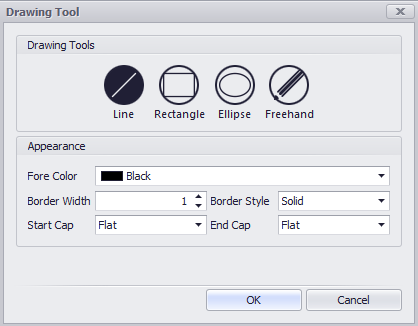 Drawing Tool
Drawing Tools
Line Rectangle Ellipse Freehand
Appearance
Fore Color Black
Border Width 1 Border Style Solid
Start Cap Flat End Cap Flat
OK Cancel